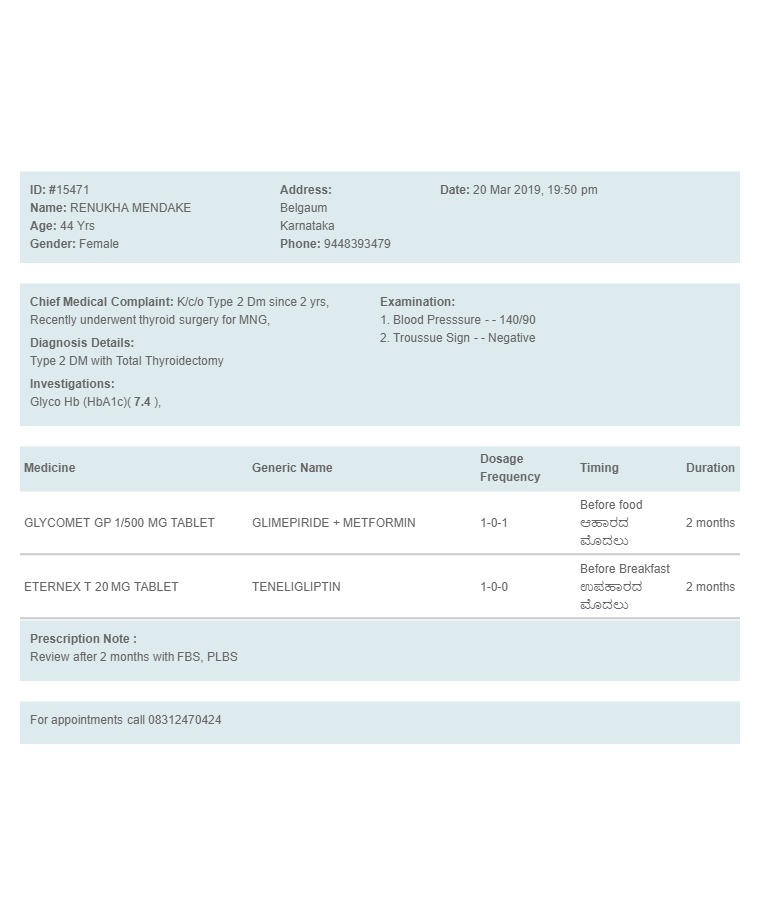 ID: #15471
Name: RENUKHA MENDAKE
Age: 44 Yrs
Gender: Female
Address:
Belgaum
Karnataka
Phone: 9448393479
Date: 20 Mar 2019, 19:50 pm
Chief Medical Complaint: K/c/o Type 2 Dm since 2 yrs,
Recently underwent thyroid surgery for MNG,
Diagnosis Details:
Type 2 DM with Total Thyroidectomy
Investigations:
Glyco Hb (HbA1c)( 7.4 ),
Examination:
1. Blood Presssure - - 140/90
2. Troussue Sign - - Negative
Medicine Generic Name Dosage Frequency Timing Duration
GLYCOMET GP 1/500 MG TABLET GLIMEPIRIDE + METFORMIN 1-0-1 Before food 2 months
ಆಹಾರದ
ಮೊದಲು
ETERNEX T 20 MG TABLET TENELIGLIPTIN 1-0-0 Before Breakfast 2 months
ಉಪಹಾರದ
ಮೊದಲು
Prescription Note :
Review after 2 months with FBS, PLBS
For appointments call 08312470424